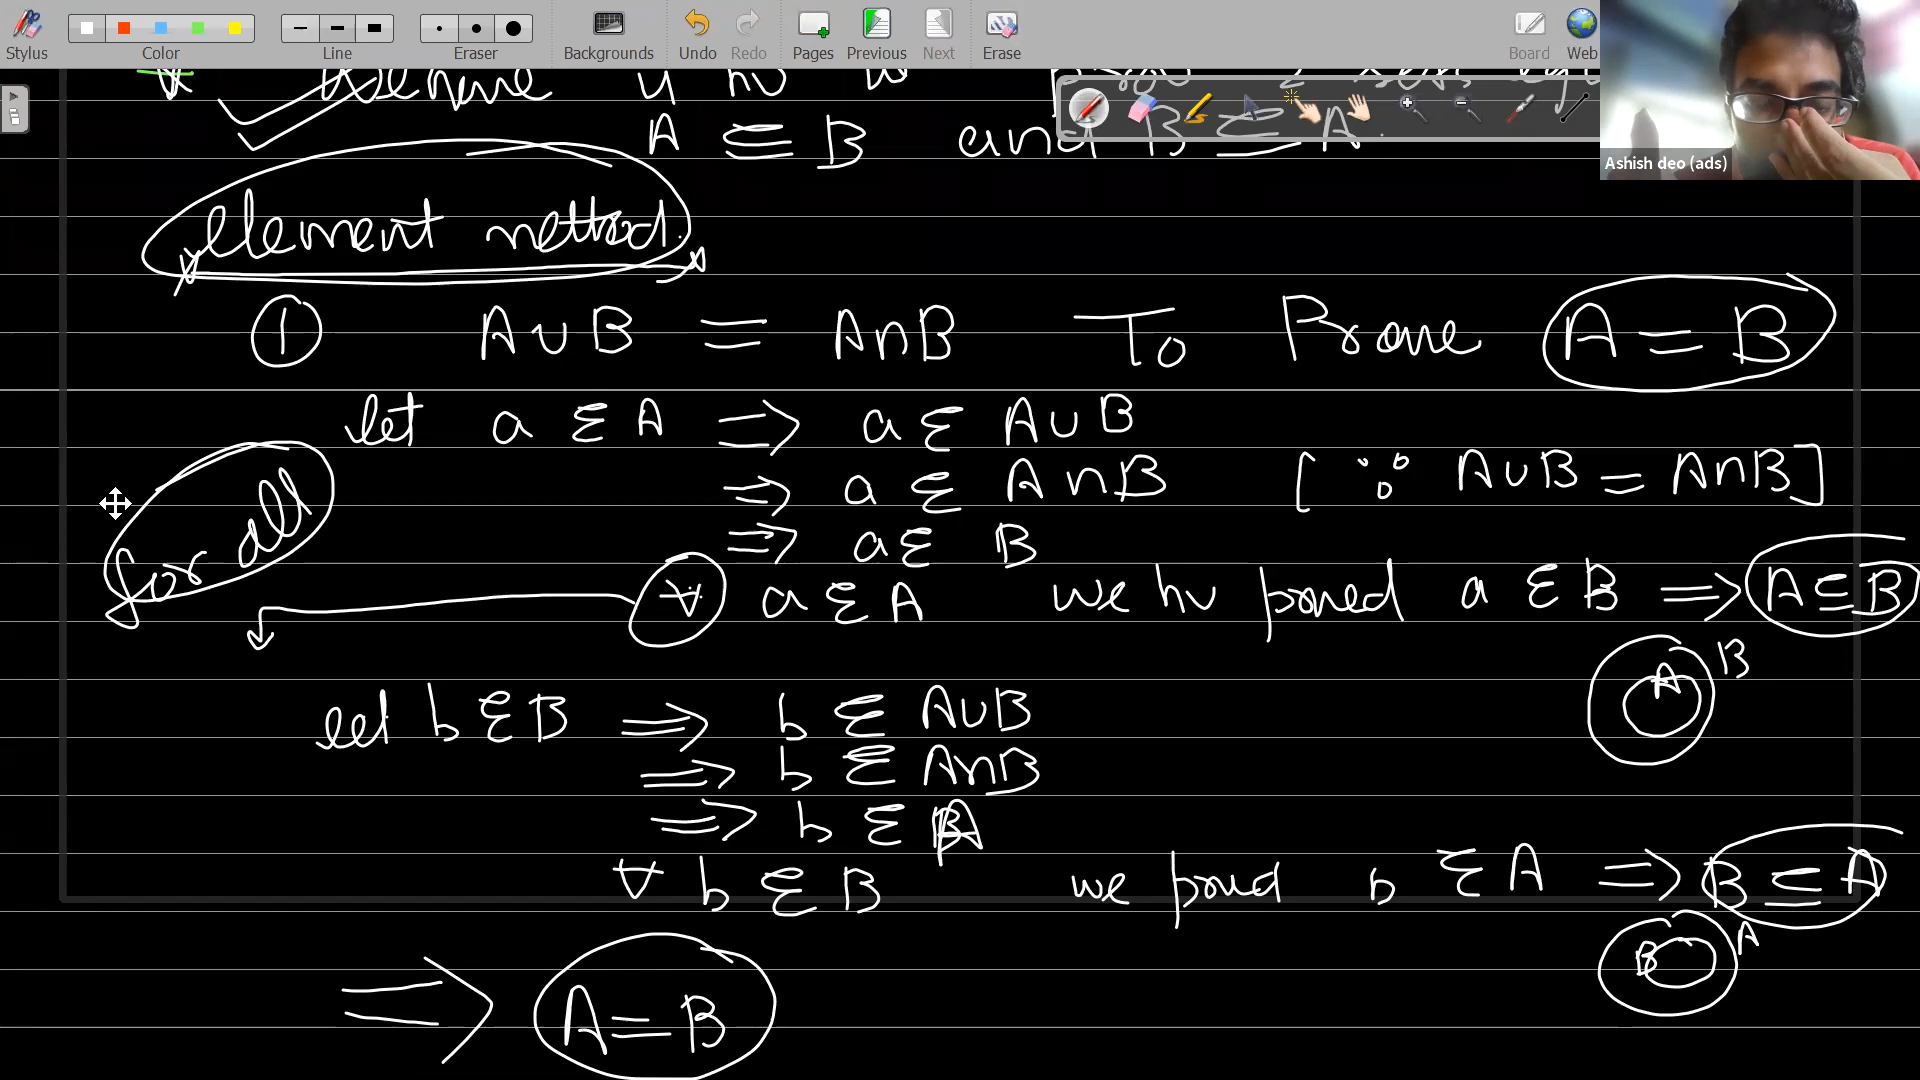 Stylus Color Line Eraser Backgrounds Undo Redo Pages Previous Next Erase Board Web
Ashish deo (ads)
A ⊆ B and B ⊆ A.
element method.
① A∪B = A∩B To Prove A = B
let a ∈ A ⇒ a ∈ A∪B
⇒ a ∈ A∩B [∵ A∪B = A∩B]
⇒ a ∈ B
for all
∀ a ∈ A we hv proved a ∈ B ⇒ A ⊆ B
A B
let b ∈ B ⇒ b ∈ A∪B
⇒ b ∈ A∩B
⇒ b ∈ A
∀ b ∈ B we proved b ∈ A ⇒ B ⊆ A
B A
⇒ A = B